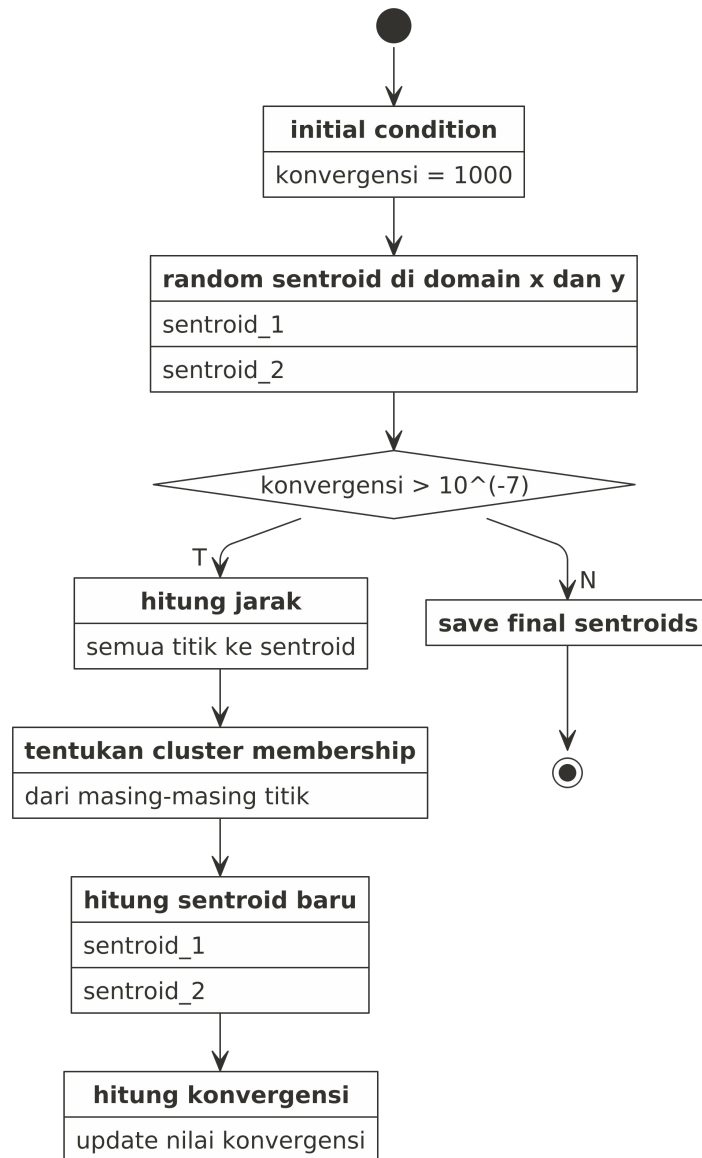 initial condition
konvergensi = 1000
random sentroid di domain x dan y
sentroid_1
sentroid_2
konvergensi > 10^(-7)
T
N
hitung jarak
semua titik ke sentroid
save final sentroids
tentukan cluster membership
dari masing-masing titik
hitung sentroid baru
sentroid_1
sentroid_2
hitung konvergensi
update nilai konvergensi